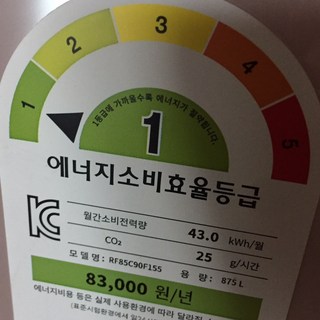 1 2 3 4 5
1등급에 가까울수록 에너지가 절약됩니다.
1
에너지소비효율등급
월간소비전력량 43.0 kWh/월
CO₂ 25 g/시간
모델명 RF85C90F155 용량: 875 L
83,000 원/년
에너지비용 등은 실제 사용환경에 따라 달라질